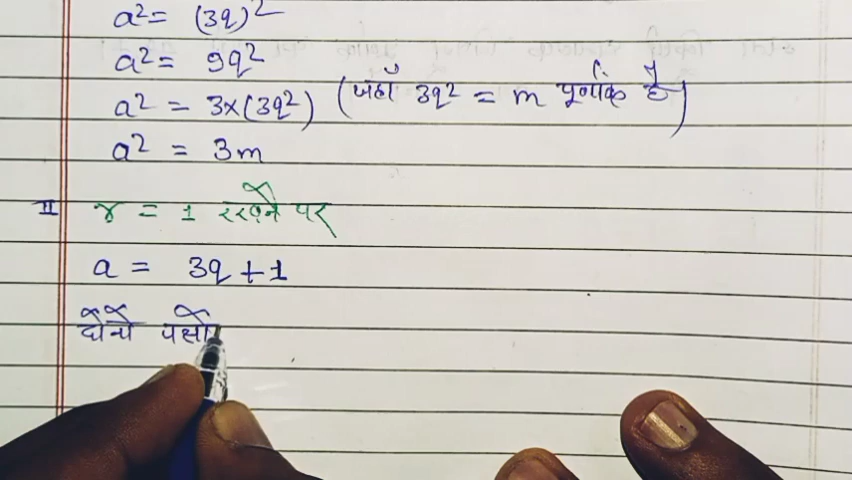 a² = (3q)²
a² = 9q²
a² = 3×(3q²) (जहाँ 3q² = m पूर्णांक है)
a² = 3m
II r = 1 रखने पर
a = 3q + 1
दोनो पक्षो